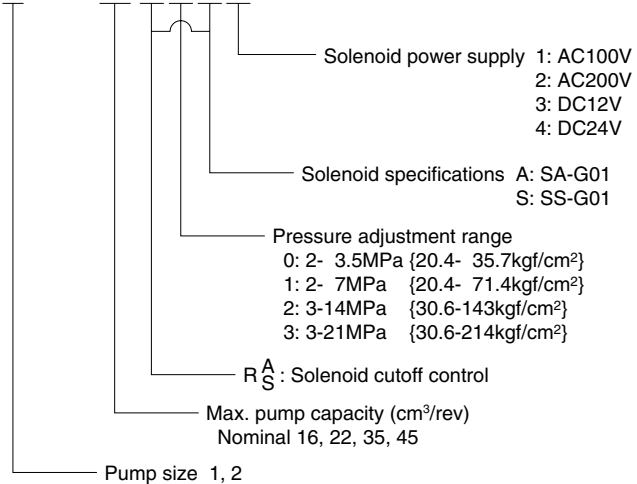 Solenoid power supply 1: AC100V
2: AC200V
3: DC12V
4: DC24V
Solenoid specifications A: SA-G01
S: SS-G01
Pressure adjustment range
0: 2- 3.5MPa {20.4- 35.7kgf/cm²}
1: 2- 7MPa {20.4- 71.4kgf/cm²}
2: 3-14MPa {30.6-143kgf/cm²}
3: 3-21MPa {30.6-214kgf/cm²}
R A S : Solenoid cutoff control
Max. pump capacity (cm³/rev)
Nominal 16, 22, 35, 45
Pump size 1, 2